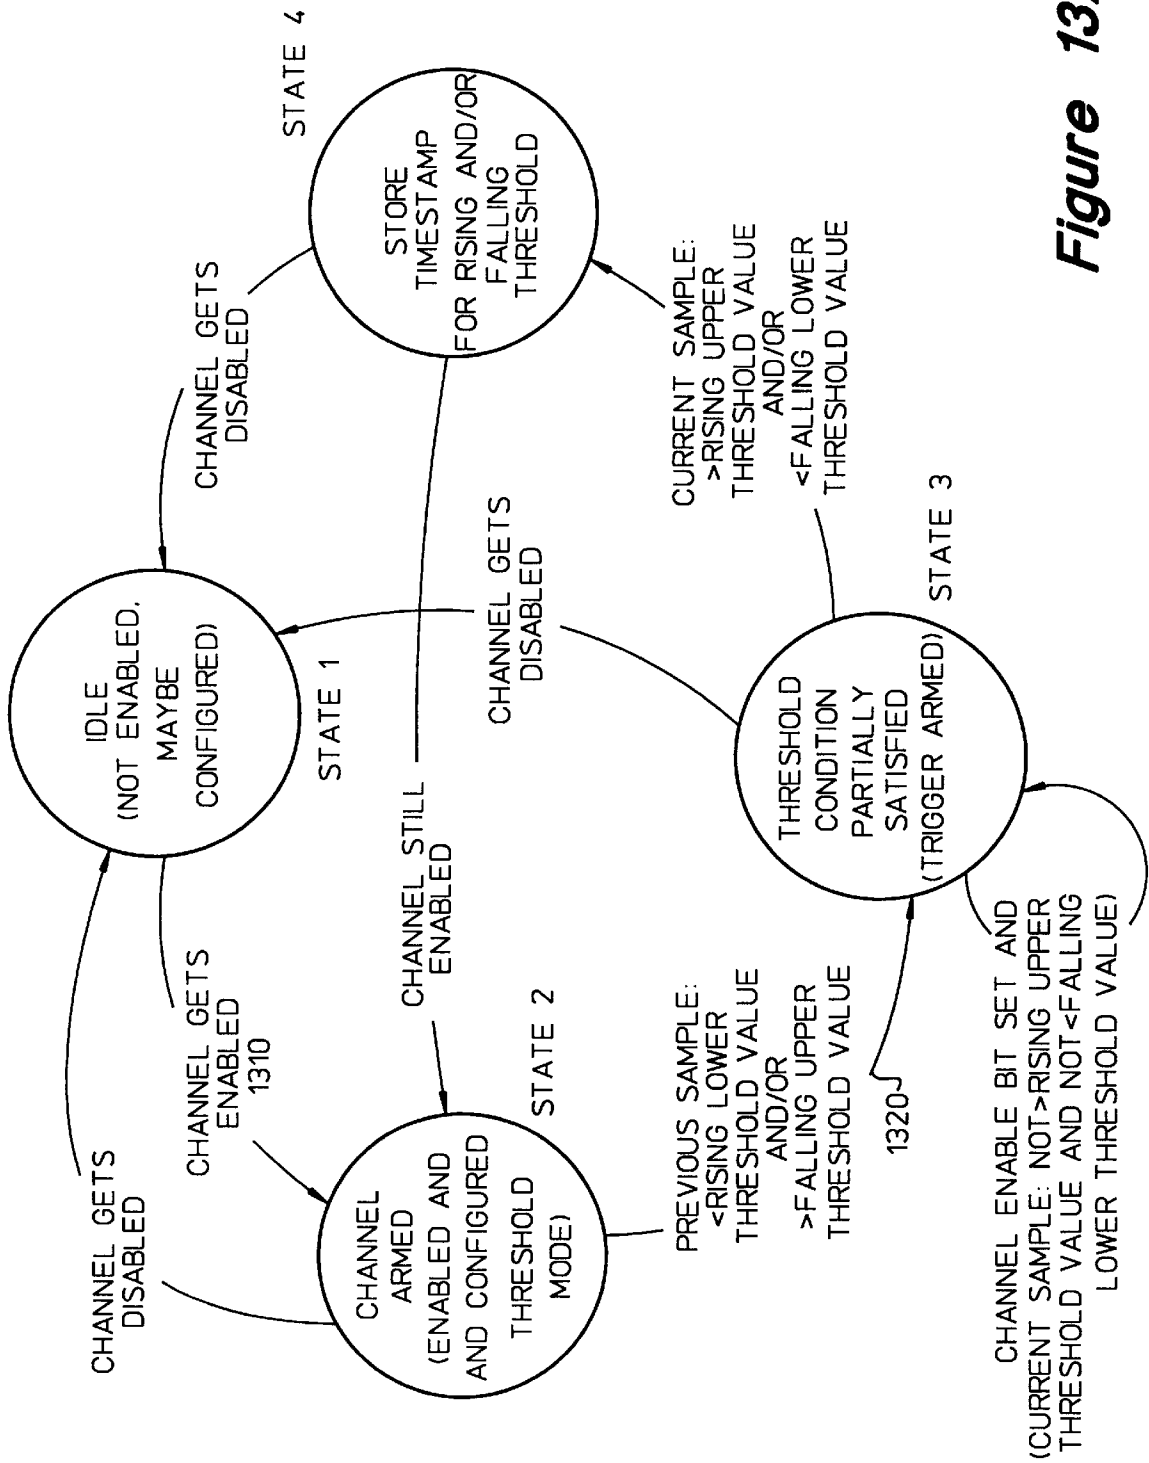 IDLE
(NOT ENABLED,
MAYBE
CONFIGURED)
STATE 1
CHANNEL GETS
DISABLED
CHANNEL GETS
ENABLED
1310
CHANNEL GETS
DISABLED
STATE 4
STORE
TIMESTAMP
FOR RISING AND/OR
FALLING
THRESHOLD
CHANNEL STILL
ENABLED
CHANNEL GETS
DISABLED
CHANNEL
ARMED
(ENABLED AND
AND CONFIGURED
THRESHOLD
MODE)
STATE 2
PREVIOUS SAMPLE:
<RISING LOWER
THRESHOLD VALUE
AND/OR
>FALLING UPPER
THRESHOLD VALUE
1320
THRESHOLD
CONDITION
PARTIALLY
SATISFIED
(TRIGGER ARMED)
STATE 3
CURRENT SAMPLE:
>RISING UPPER
THRESHOLD VALUE
AND/OR
<FALLING LOWER
THRESHOLD VALUE
CHANNEL ENABLE BIT SET AND
(CURRENT SAMPLE: NOT>RISING UPPER
THRESHOLD VALUE AND NOT<FALLING
LOWER THRESHOLD VALUE)
Figure 13